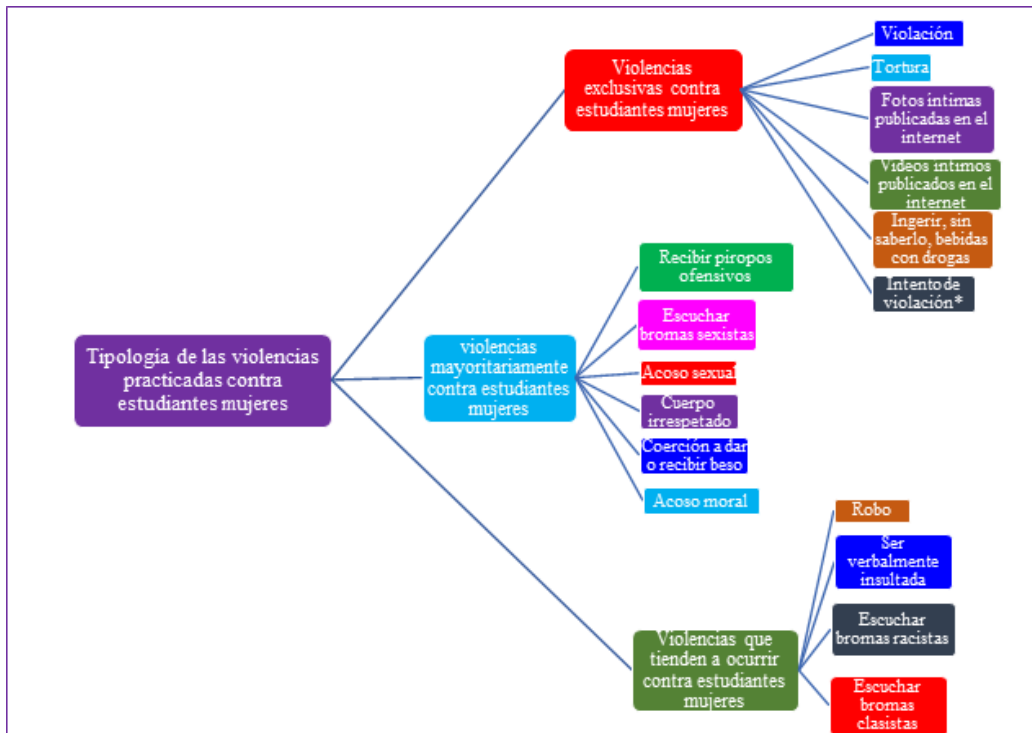 Tipología de las violencias
practicadas contra
estudiantes mujeres
Violencias
exclusivas contra
estudiantes mujeres
Violación
Tortura
Fotos íntimas
publicadas en el
internet
Videos íntimos
publicados en el
internet
Ingerir, sin
saberlo, bebidas
con drogas
Intento de
violación*
violencias
mayoritariamente
contra estudiantes
mujeres
Recibir piropos
ofensivos
Escuchar
bromas sexistas
Acoso sexual
Cuerpo
irrespetado
Coerción a dar
o recibir beso
Acoso moral
Violencias que
tienden a ocurrir
contra estudiantes
mujeres
Robo
Ser
verbalmente
insultada
Escuchar
bromas racistas
Escuchar
bromas
clasistas